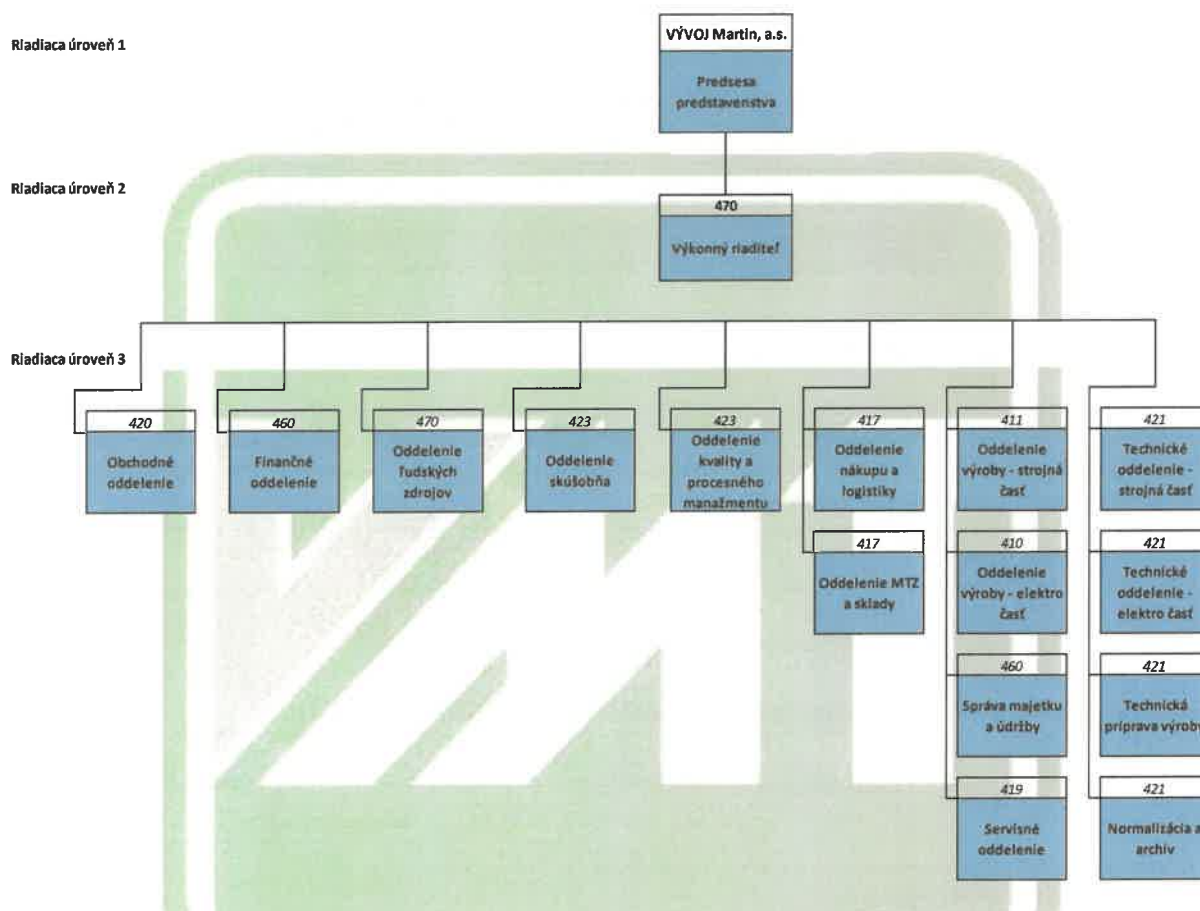 Riadiaca úroveň 1
VÝVOJ Martin, a.s.
Predsesa
predstavenstva
Riadiaca úroveň 2
470
Výkonný riaditeľ
Riadiaca úroveň 3
420
Obchodné
oddelenie
460
Finančné
oddelenie
470
Oddelenie
ľudských
zdrojov
423
Oddelenie
skúšobňa
423
Oddelenie
kvality a
procesného
manažmentu
417
Oddelenie
nákupu a
logistiky
411
Oddelenie
výroby - strojná
časť
421
Technické
oddelenie -
strojná časť
417
Oddelenie MTZ
a sklady
410
Oddelenie
výroby - elektro
časť
421
Technické
oddelenie -
elektro časť
460
Správa majetku
a údržby
421
Technická
príprava výroby
419
Servisné
oddelenie
421
Normalizácia a
archív